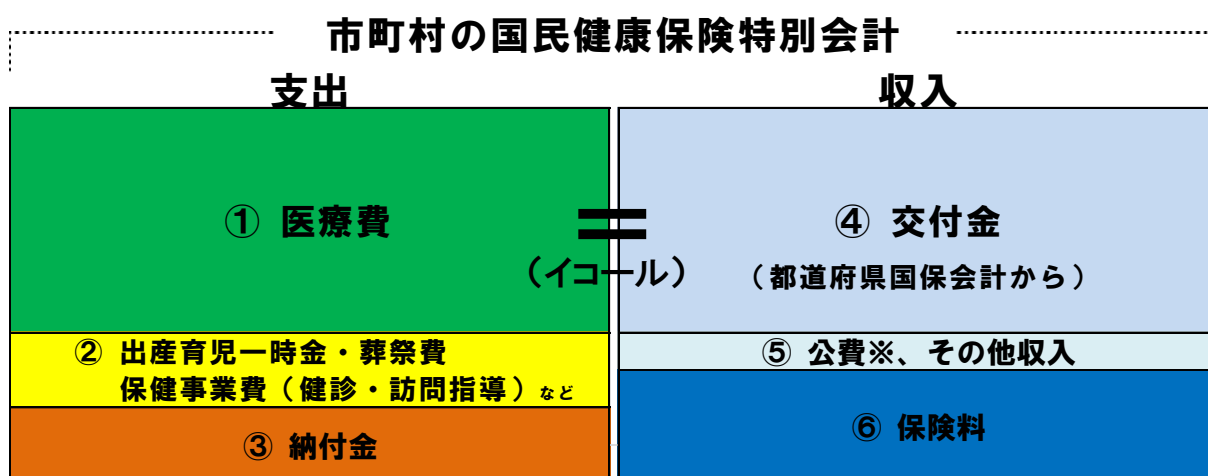 市町村の国民健康保険特別会計
支出
収入
① 医療費
=
(イコール)
④ 交付金
(都道府県国保会計から)
② 出産育児一時金・葬祭費
保健事業費(健診・訪問指導)など
③ 納付金
⑤ 公費※、その他収入
⑥ 保険料